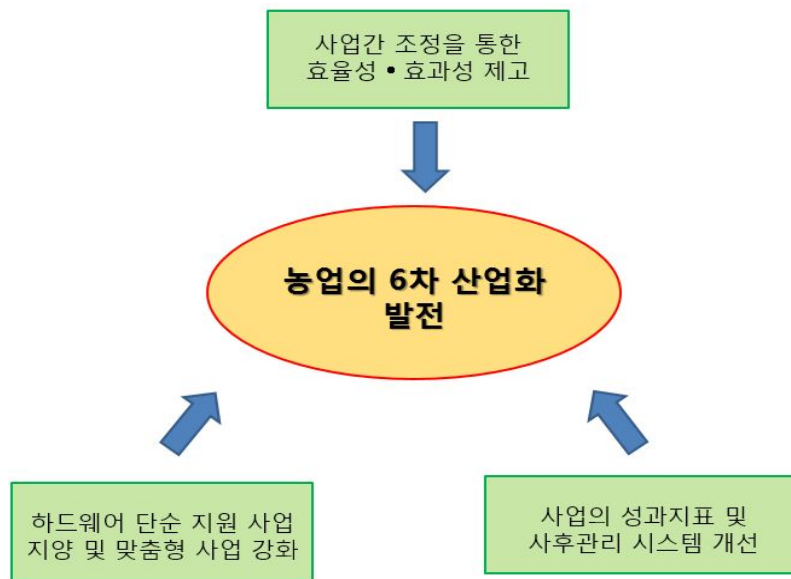 사업간 조정을 통한
효율성 • 효과성 제고
농업의 6차 산업화
발전
하드웨어 단순 지원 사업
지양 및 맞춤형 사업 강화
사업의 성과지표 및
사후관리 시스템 개선